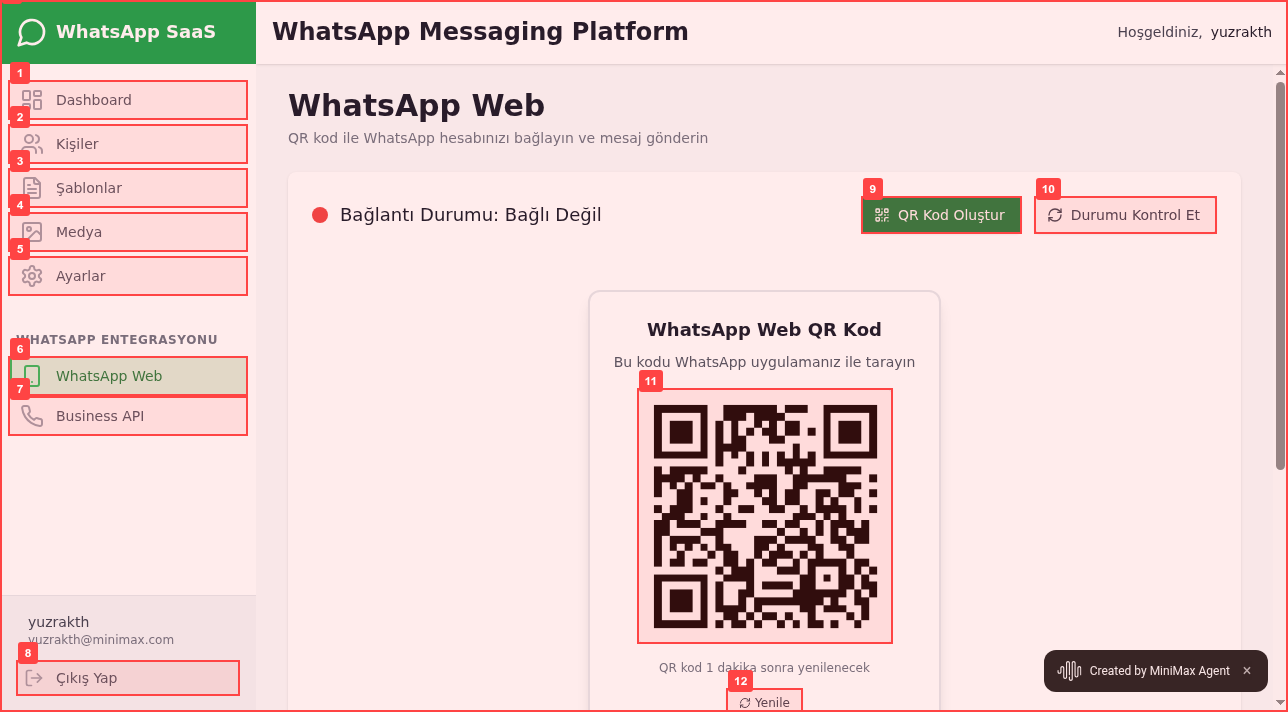 WhatsApp SaaS
WhatsApp Messaging Platform
Hoşgeldiniz, yuzrakth
1
Dashboard
2
Kişiler
3
Şablonlar
4
Medya
5
Ayarlar
WHATSAPP ENTEGRASYONU
6
WhatsApp Web
7
Business API
yuzrakth
yuzrakth@minimax.com
8
Çıkış Yap
WhatsApp Web
QR kod ile WhatsApp hesabınızı bağlayın ve mesaj gönderin
Bağlantı Durumu: Bağlı Değil
9
QR Kod Oluştur
10
Durumu Kontrol Et
WhatsApp Web QR Kod
Bu kodu WhatsApp uygulamanız ile tarayın
11
QR kod 1 dakika sonra yenilenecek
12
Yenile
Created by MiniMax Agent ×